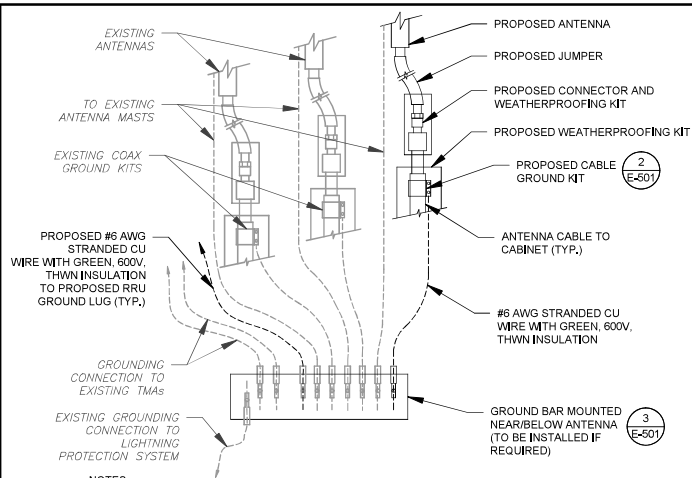 EXISTING
ANTENNAS
TO EXISTING
ANTENNA MASTS
EXISTING COAX
GROUND KITS
PROPOSED #6 AWG
STRANDED CU
WIRE WITH GREEN, 600V,
THWN INSULATION
TO PROPOSED RRU
GROUND LUG (TYP.)
GROUNDING
CONNECTION TO
EXISTING TMAs
EXISTING GROUNDING
CONNECTION TO
LIGHTNING
PROTECTION SYSTEM
NOTES
PROPOSED ANTENNA
PROPOSED JUMPER
PROPOSED CONNECTOR AND
WEATHERPROOFING KIT
PROPOSED WEATHERPROOFING KIT
PROPOSED CABLE
GROUND KIT
2
E-501
ANTENNA CABLE TO
CABINET (TYP.)
#6 AWG STRANDED CU
WIRE WITH GREEN, 600V,
THWN INSULATION
GROUND BAR MOUNTED
NEAR/BELOW ANTENNA
(TO BE INSTALLED IF
REQUIRED)
3
E-501